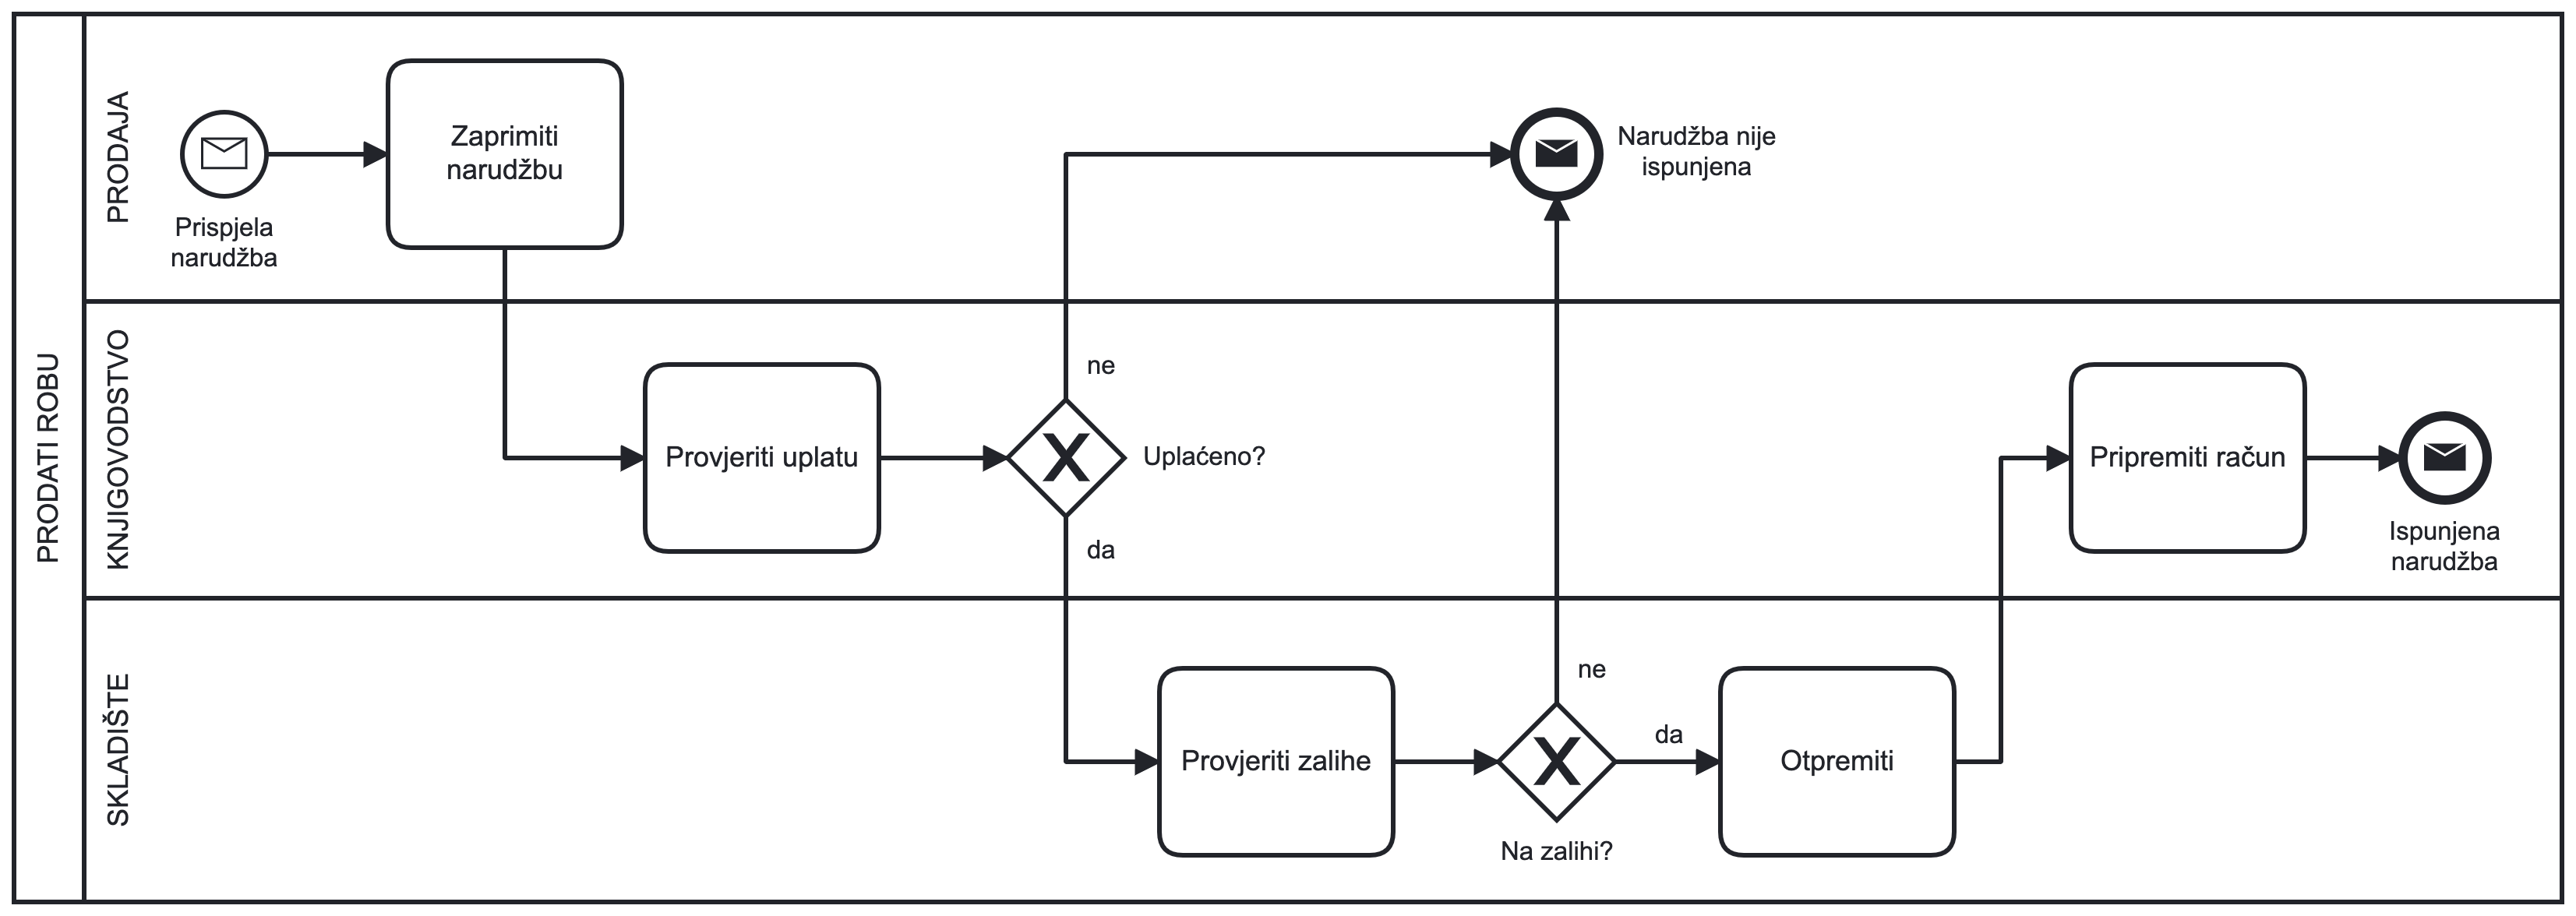 PRODATI ROBU
PRODAJA
Prispjela
narudžba
Zaprimiti
narudžbu
Narudžba nije
ispunjena
KNJIGOVODSTVO
Provjeriti uplatu
ne
Uplaćeno?
da
Pripremiti račun
Ispunjena
narudžba
SKLADIŠTE
Provjeriti zalihe
ne
Na zalihi?
da
Otpremiti